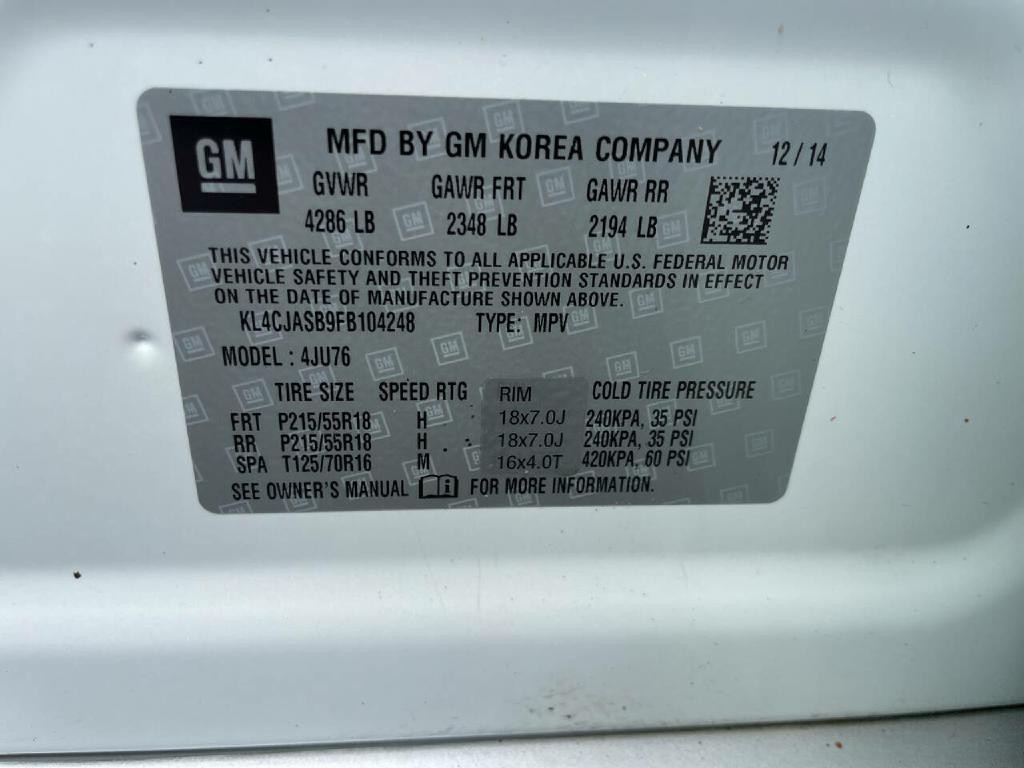 GM MFD BY GM KOREA COMPANY 12/14
GVWR GAWR FRT GAWR RR
4286 LB 2348 LB 2194 LB
THIS VEHICLE CONFORMS TO ALL APPLICABLE U.S. FEDERAL MOTOR
VEHICLE SAFETY AND THEFT PREVENTION STANDARDS IN EFFECT
ON THE DATE OF MANUFACTURE SHOWN ABOVE.
KL4CJASB9FB104248 TYPE: MPV
MODEL : 4JU76
TIRE SIZE SPEED RTG RIM COLD TIRE PRESSURE
FRT P215/55R18 H 18x7.0J 240KPA, 35 PSI
RR P215/55R18 H 18x7.0J 240KPA, 35 PSI
SPA T125/70R16 M 16x4.0T 420KPA, 60 PSI
SEE OWNER'S MANUAL i FOR MORE INFORMATION.